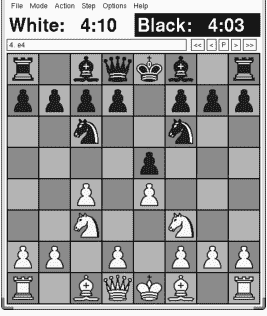 File Mode Action Step Options Help
White: 4:10 Black: 4:03
4. e4 << < P > >>